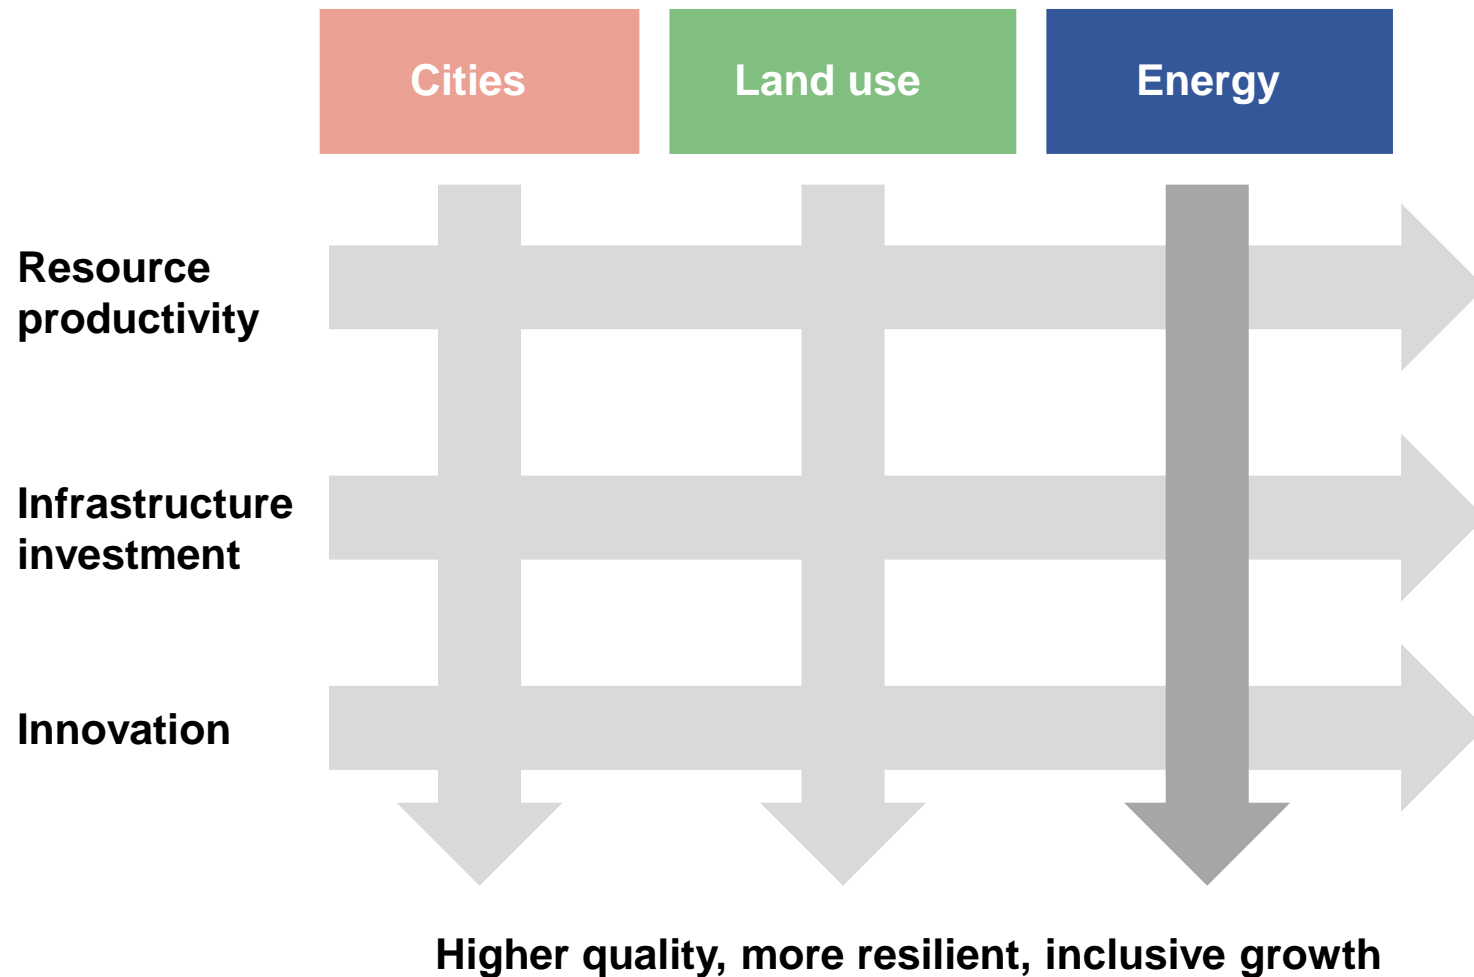 Cities
Land use
Energy
Resource
productivity
Infrastructure
investment
Innovation
Higher quality, more resilient, inclusive growth